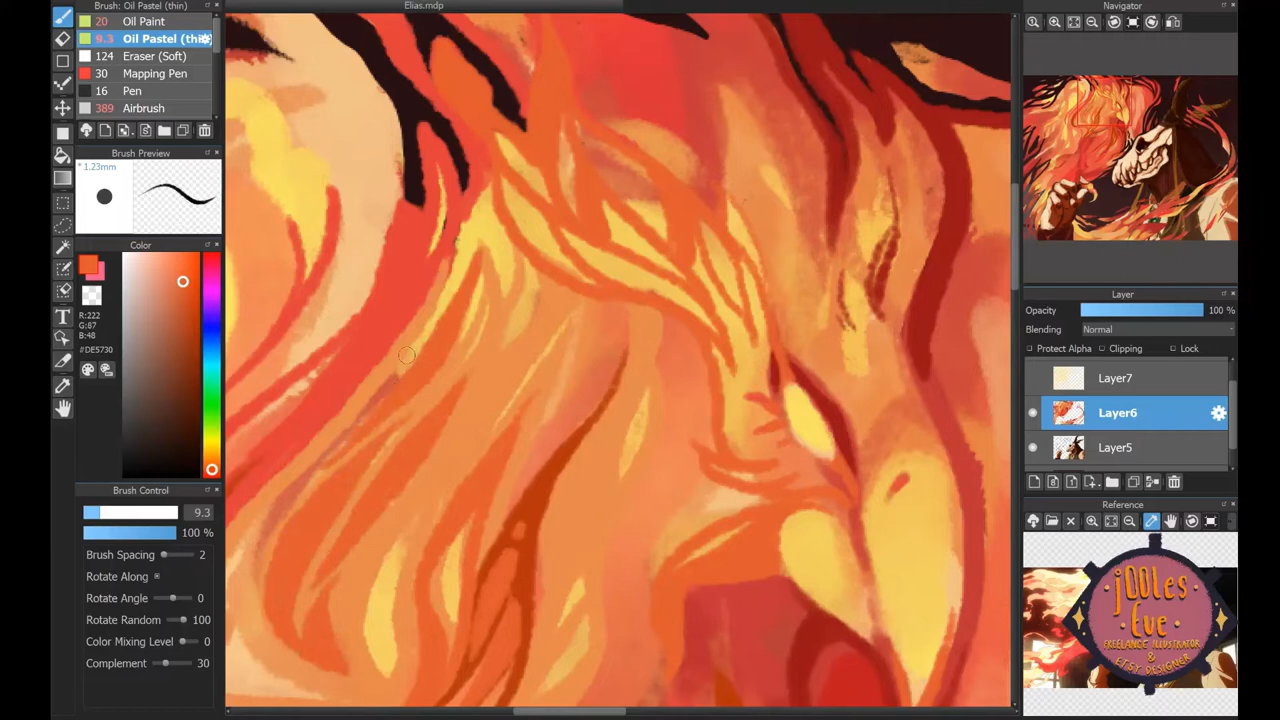 Brush: Oil Pastel (thin)
Elias.mdp
Navigator
20 Oil Paint
9.3 Oil Pastel (thi
124 Eraser (Soft)
30 Mapping Pen
16 Pen
389 Airbrush
Brush Preview
* 1.23mm
Color
R:222
G:87
B:48
#DE5730
Brush Control
9.3
100 %
Brush Spacing 2
Rotate Along
Rotate Angle 0
Rotate Random 100
Color Mixing Level 0
Complement 30
Layer
Opacity 100 %
Blending Normal
Protect Alpha Clipping Lock
Layer7
Layer6
Layer5
Reference
jooles
Eve
FREELANCE ILLUSTRATOR
&
ETSY DESIGNER